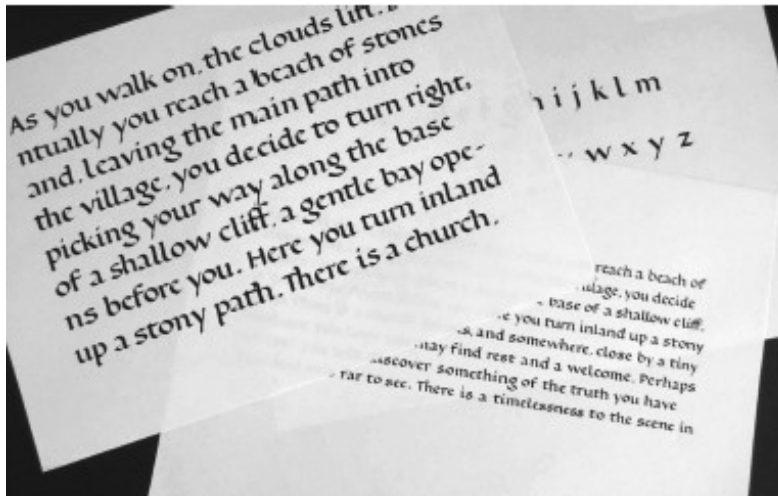 As you walk on, the clouds lift,
ntually you reach a beach of stones
and, leaving the main path into
the village, you decide to turn right,
picking your way along the base
of a shallow cliff, a gentle bay ope-
ns before you. Here you turn inland
up a stony path. There is a church.
i j k l m
w x y z
reach a beach of
you decide
base of a shallow cliff,
you turn inland up a stony
and somewhere, close by a tiny
may find rest and a welcome. Perhaps
discover something of the truth you have
far to see. There is a timelessness to the scene in